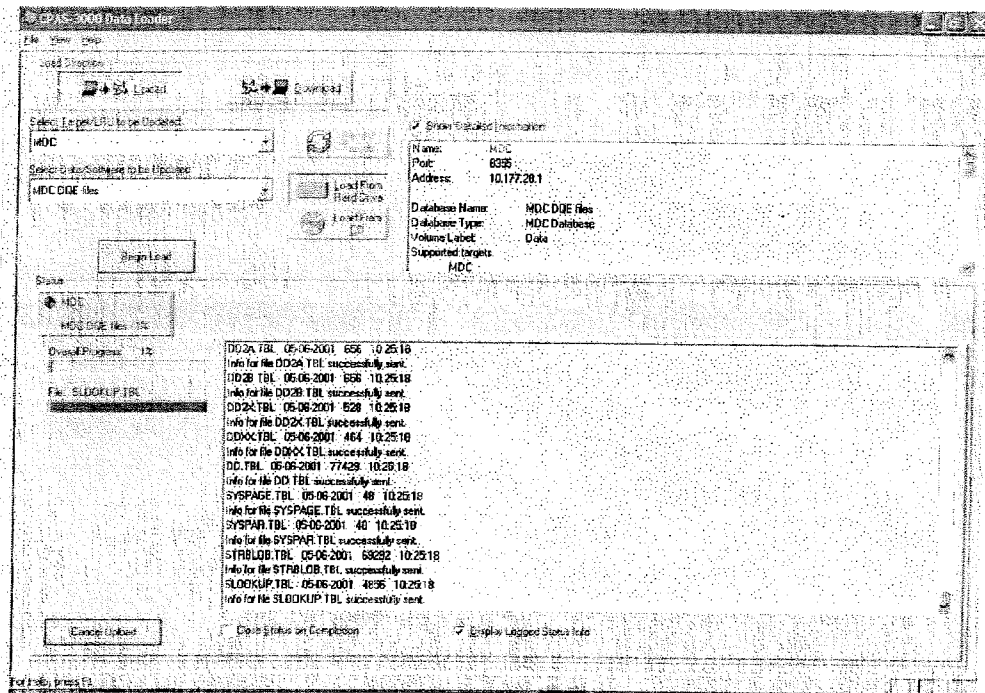 CPAS-3000 Data Loader
File View Help
Load Direction
Upload
Download
Select Target/LRU to be Updated
MDC
Select Data/Software to be Updated
MDC DQE files
Load From Hard Drive
Load From
Begin Load
Show Detailed Information
Name: MDC
Port:
Address: 10.177.28.1
Database Name: MDC DQE files
Database Type: MDC Database
Volume Label: Data
Supported targets
MDC
Status
MDC
MDC DQE files 1%
Overall Progress: 1%
File: SLOOKUP.TBL
DD2A.TBL 05-06-2001 656 10:25:18
Info for file DD2A.TBL successfully sent.
DD2B.TBL 05-06-2001 656 10:25:18
Info for file DD2B.TBL successfully sent.
DD2X.TBL 05-06-2001 528 10:25:18
Info for file DD2X.TBL successfully sent.
DDXX.TBL 05-06-2001 464 10:25:18
Info for file DDXX.TBL successfully sent.
DD.TBL 05-06-2001 77429 10:25:18
Info for file DD.TBL successfully sent.
SYSPAGE.TBL 05-06-2001 48 10:25:18
Info for file SYSPAGE.TBL successfully sent.
SYSPAR.TBL 05-06-2001 48 10:25:18
Info for file SYSPAR.TBL successfully sent.
STRBLOB.TBL 05-06-2001 69292 10:25:18
Info for file STRBLOB.TBL successfully sent.
SLOOKUP.TBL 05-06-2001 4856 10:25:18
Info for file SLOOKUP.TBL successfully sent.
Cancel Upload
Close Status on Completion
Display Logged Status Info
For Help, press F1